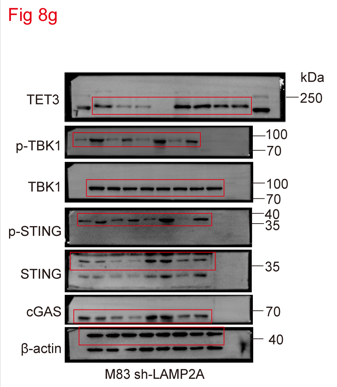 Fig 8g
kDa
TET3
250
p-TBK1
100
70
TBK1
100
70
p-STING
40
35
STING
35
cGAS
70
β-actin
40
M83 sh-LAMP2A